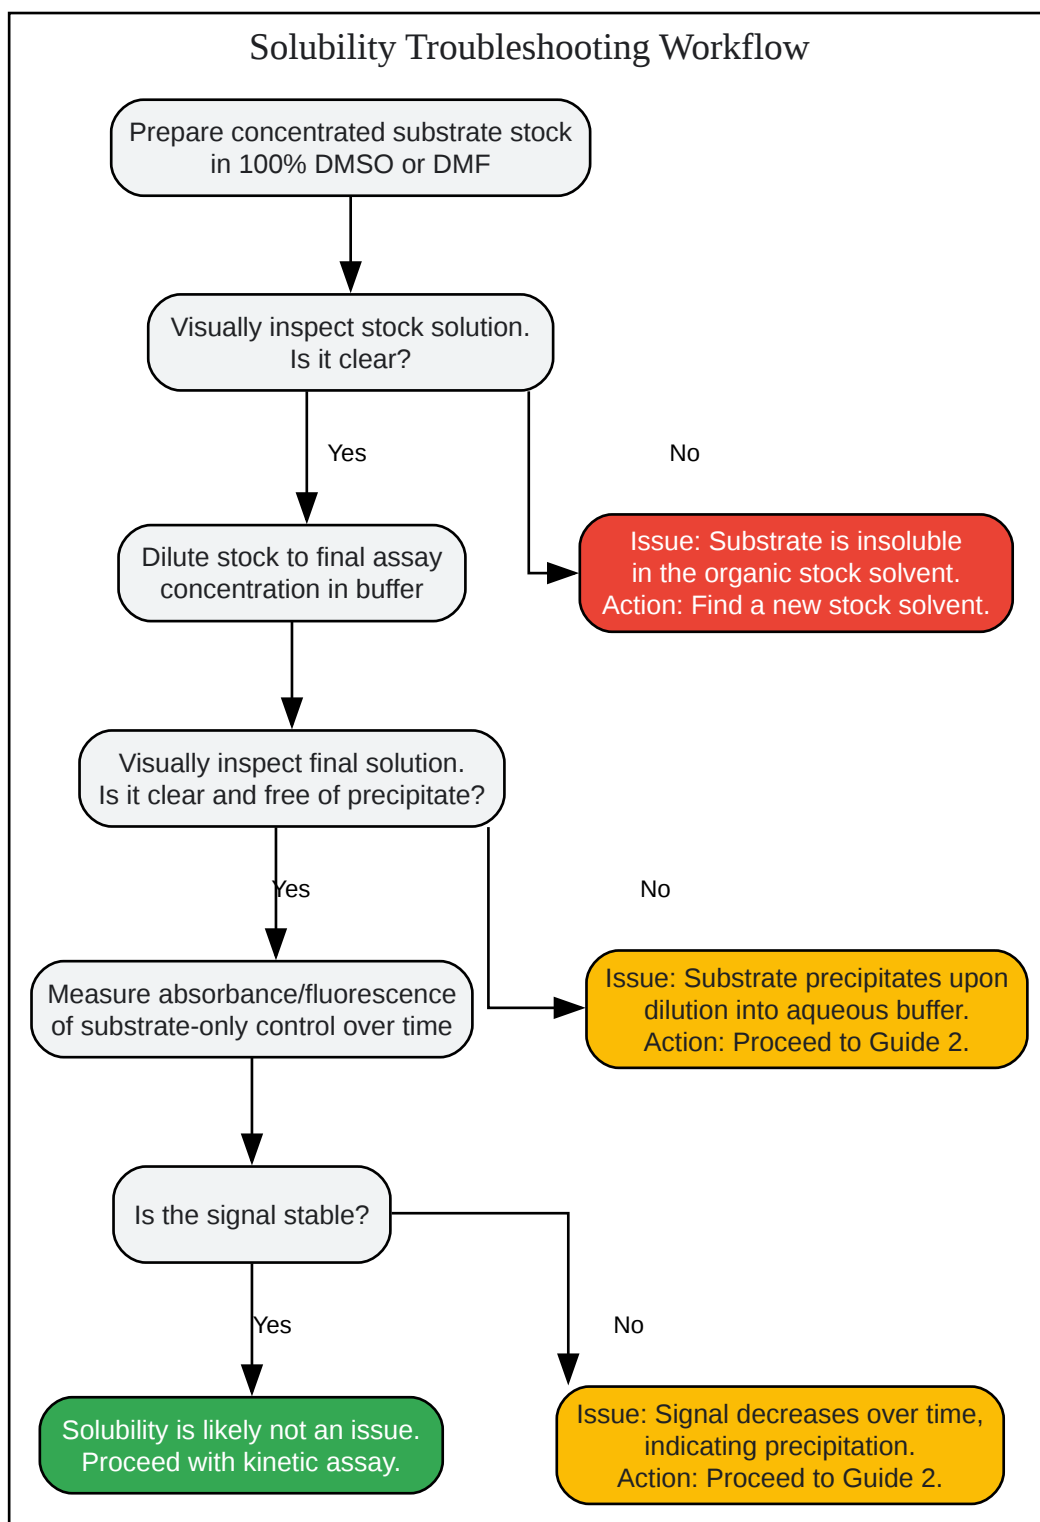 Solubility Troubleshooting Workflow
Prepare concentrated substrate stock
in 100% DMSO or DMF
Visually inspect stock solution.
Is it clear?
Yes
No
Dilute stock to final assay
concentration in buffer
Issue: Substrate is insoluble
in the organic stock solvent.
Action: Find a new stock solvent.
Visually inspect final solution.
Is it clear and free of precipitate?
Yes
No
Measure absorbance/fluorescence
of substrate-only control over time
Issue: Substrate precipitates upon
dilution into aqueous buffer.
Action: Proceed to Guide 2.
Is the signal stable?
Yes
No
Solubility is likely not an issue.
Proceed with kinetic assay.
Issue: Signal decreases over time,
indicating precipitation.
Action: Proceed to Guide 2.